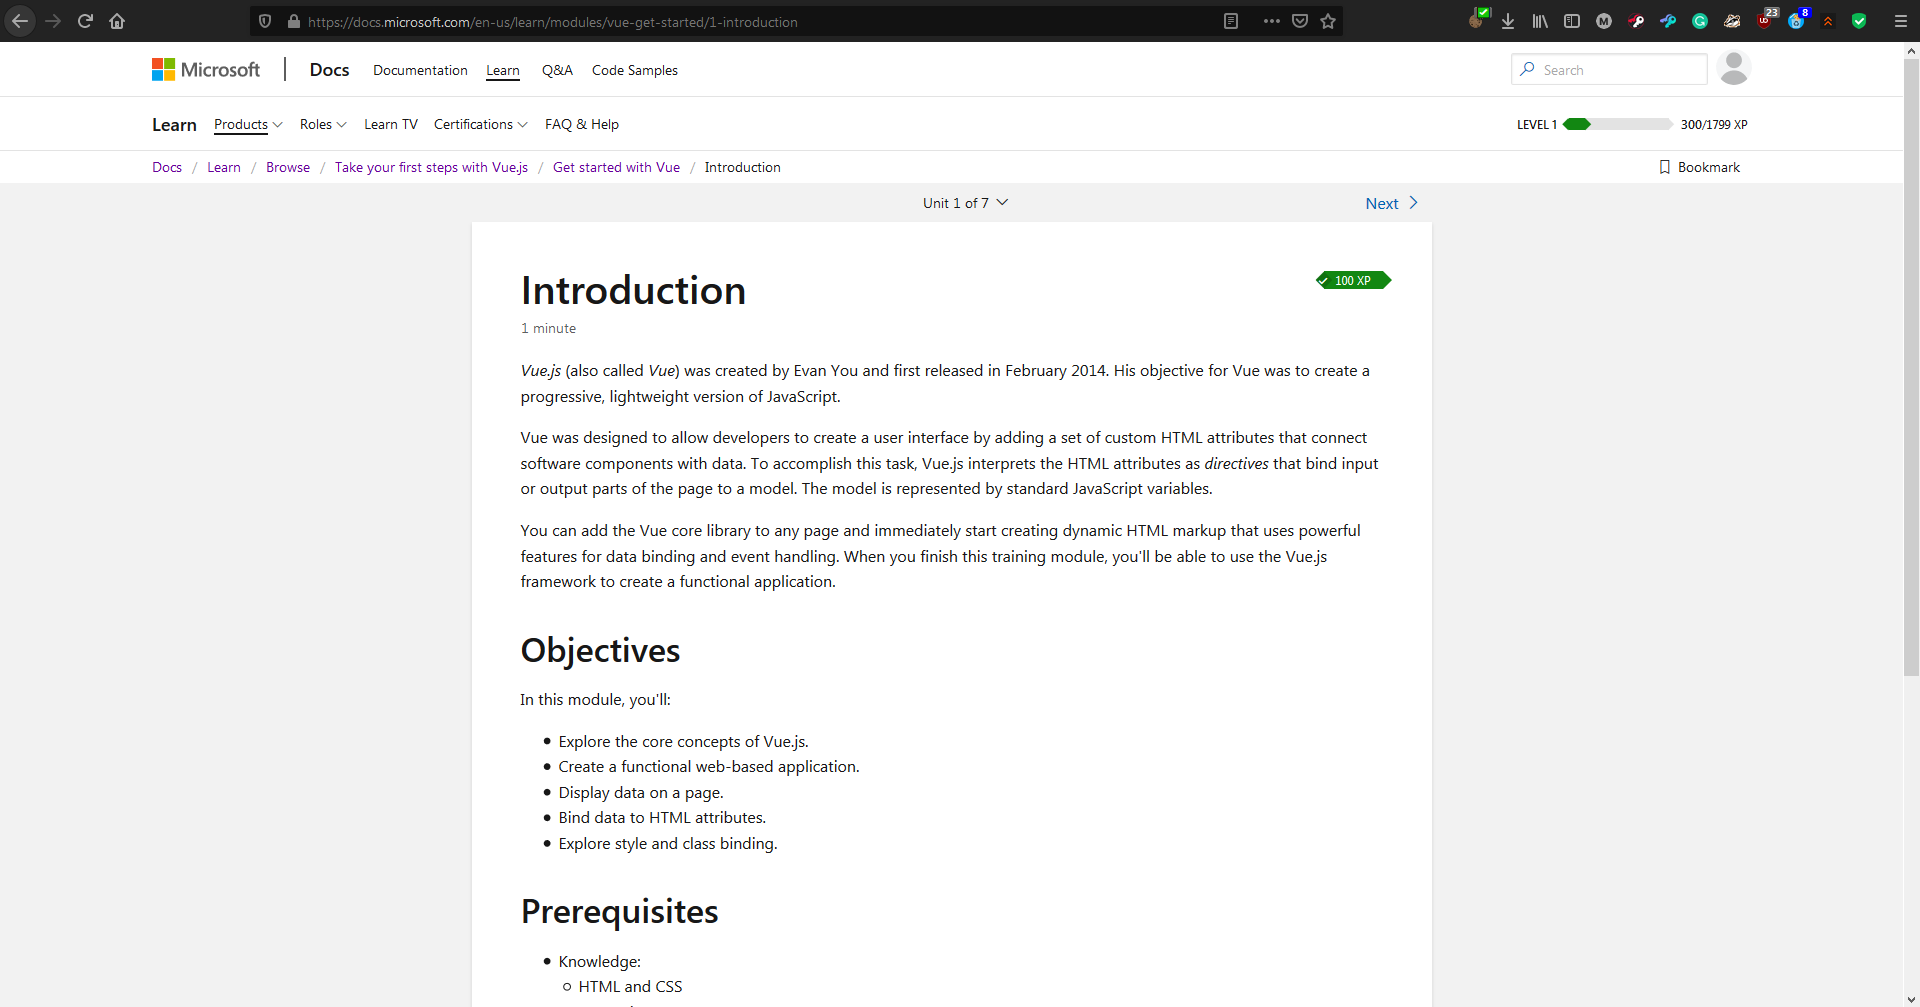 https://docs.microsoft.com/en-us/learn/modules/vue-get-started/1-introduction
23
8
Microsoft
Docs
Documentation
Learn
Q&A
Code Samples
Search
Learn
Products
Roles
Learn TV
Certifications
FAQ & Help
LEVEL 1
300/1799 XP
Docs / Learn / Browse / Take your first steps with Vue.js / Get started with Vue / Introduction
Bookmark
Unit 1 of 7
Next
Introduction
100 XP
1 minute
Vue.js (also called Vue) was created by Evan You and first released in February 2014. His objective for Vue was to create a
progressive, lightweight version of JavaScript.
Vue was designed to allow developers to create a user interface by adding a set of custom HTML attributes that connect
software components with data. To accomplish this task, Vue.js interprets the HTML attributes as directives that bind input
or output parts of the page to a model. The model is represented by standard JavaScript variables.
You can add the Vue core library to any page and immediately start creating dynamic HTML markup that uses powerful
features for data binding and event handling. When you finish this training module, you'll be able to use the Vue.js
framework to create a functional application.
Objectives
In this module, you'll:
• Explore the core concepts of Vue.js.
• Create a functional web-based application.
• Display data on a page.
• Bind data to HTML attributes.
• Explore style and class binding.
Prerequisites
• Knowledge:
○ HTML and CSS